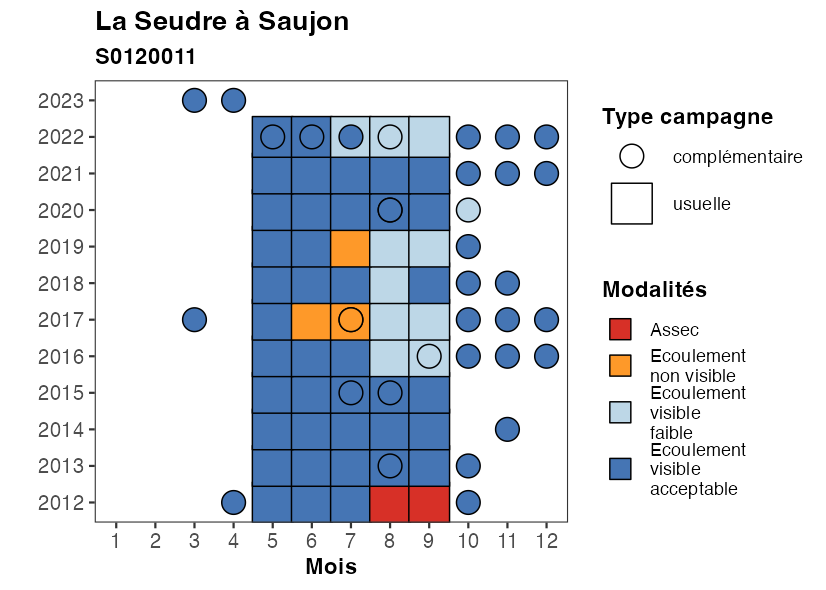 La Seudre à Saujon
S0120011
2023
2022
2021
2020
2019
2018
2017
2016
2015
2014
2013
2012
1 2 3 4 5 6 7 8 9 10 11 12
Mois
Type campagne
complémentaire
usuelle
Modalités
Assec
Ecoulement
non visible
Ecoulement
visible
faible
Ecoulement
visible
acceptable